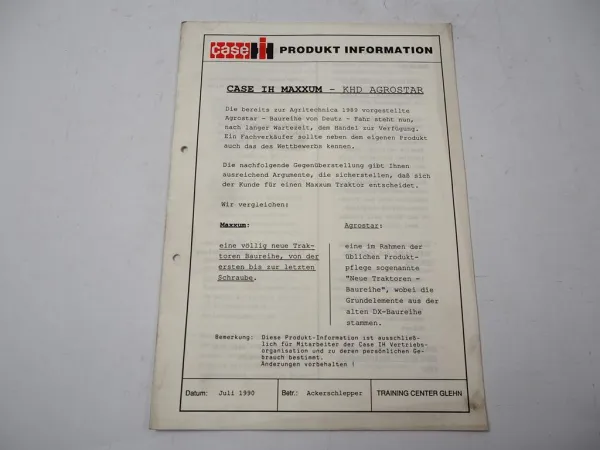 CASE IH PRODUKT INFORMATION
CASE IH MAXXUM - KHD AGROSTAR
Die bereits zur Agritechnica 1989 vorgestellte
Agrostar - Baureihe von Deutz - Fahr steht nun,
nach langer Wartezeit, dem Handel zur Verfügung.
Ein Fachverkäufer sollte neben dem eigenen Produkt
auch das des Wettbewerbs kennen.
Die nachfolgende Gegenüberstellung gibt Ihnen
ausreichend Argumente, die sicherstellen, daß sich
der Kunde für einen Maxxum Traktor entscheidet.
Wir vergleichen:
Maxxum:
eine völlig neue Trak-
toren Baureihe, von der
ersten bis zur letzten
Schraube.
Agrostar:
eine im Rahmen der
üblichen Produkt-
pflege sogenannte
"Neue Traktoren -
Baureihe", wobei die
Grundelemente aus der
alten DX-Baureihe
stammen.
Bemerkung: Diese Produkt-Information ist ausschließ-
lich für Mitarbeiter der Case IH Vertriebs-
organisation und zu deren persönlichen Ge-
brauch bestimmt.
Änderungen vorbehalten !
Datum: Juli 1990
Betr.: Ackerschlepper
TRAINING CENTER GLEHN